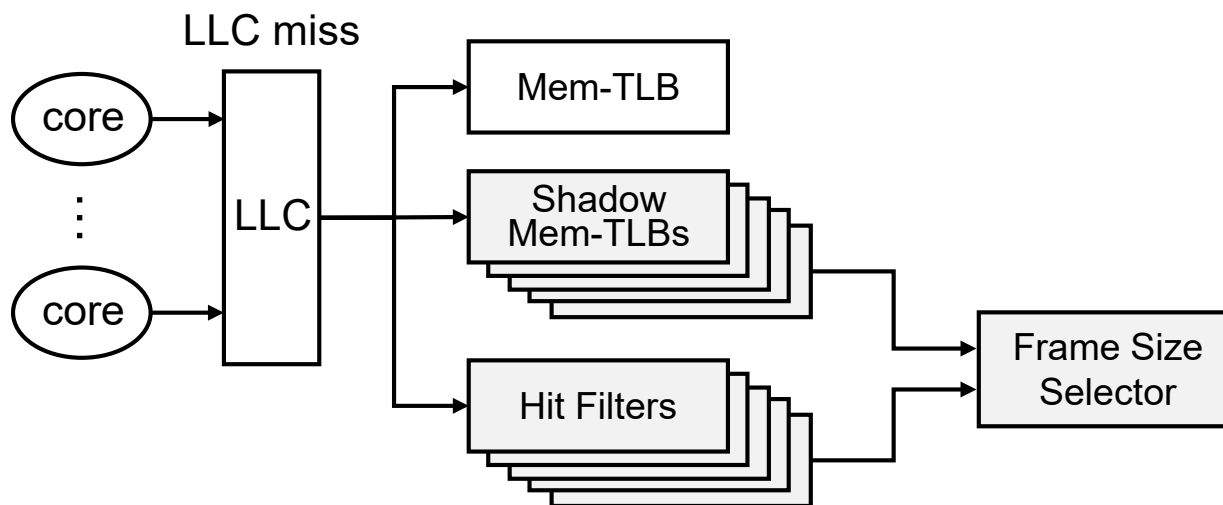 LLC miss
core
⋮
core
LLC
Mem-TLB
Shadow
Mem-TLBs
Hit Filters
Frame Size
Selector